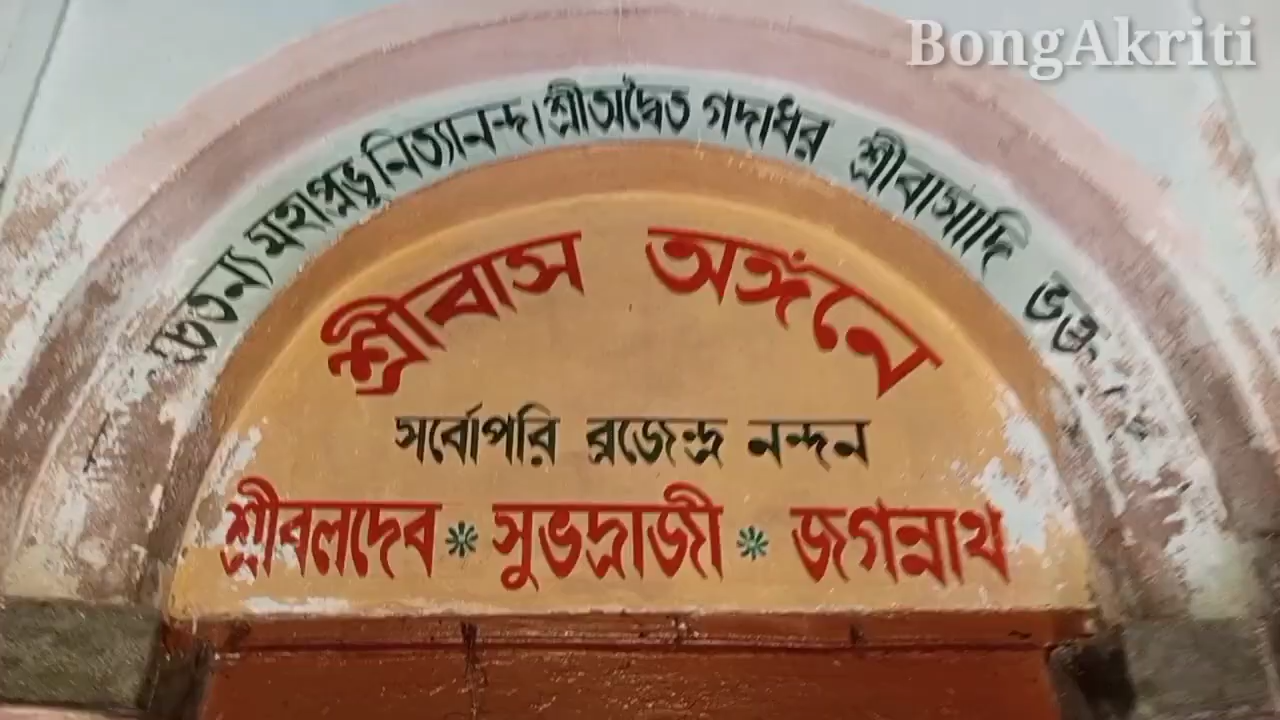 BongAkriti
চৈতন্য মহাপ্রভু নিত্যানন্দ। শ্রীঅদ্বৈত গদাধর শ্রীবাসাদি ভক্ত
শ্রীবাস অঙ্গনে
সর্বোপরি ব্রজেন্দ্র নন্দন
শ্রীবলদেব * সুভদ্রাজী * জগন্নাথ